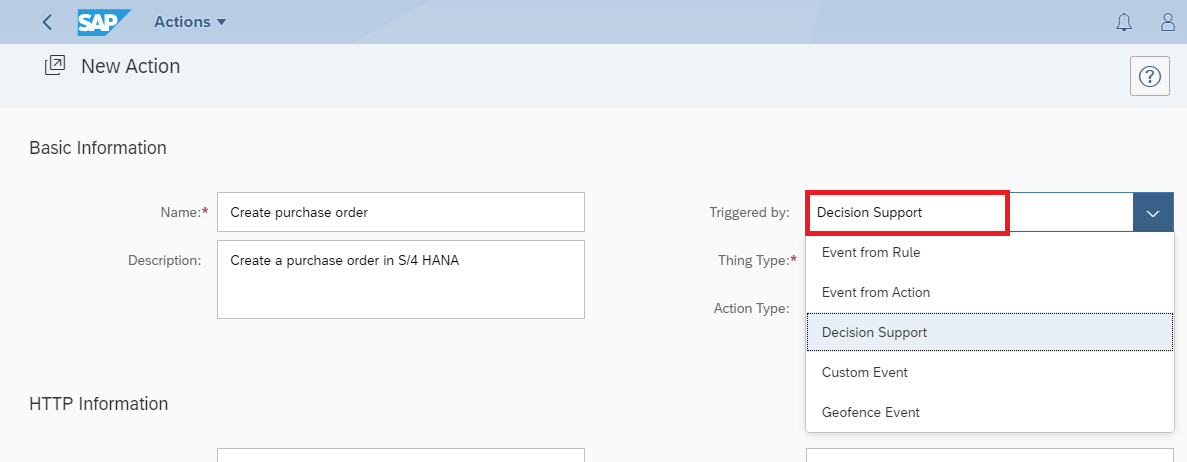 SAP Actions
New Action
Basic Information
Name:* Create purchase order
Description: Create a purchase order in S/4 HANA
Triggered by: Decision Support
Thing Type:*
Action Type:
Event from Rule
Event from Action
Decision Support
Custom Event
Geofence Event
HTTP Information